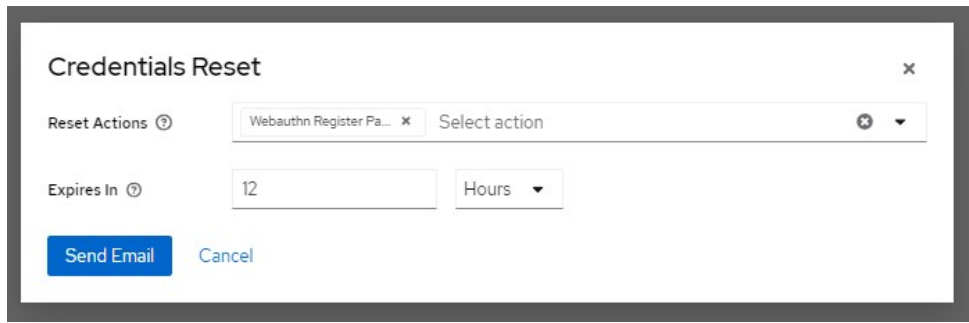 Credentials Reset
Reset Actions Webauthn Register Pa... Select action
Expires In 12 Hours
Send Email Cancel